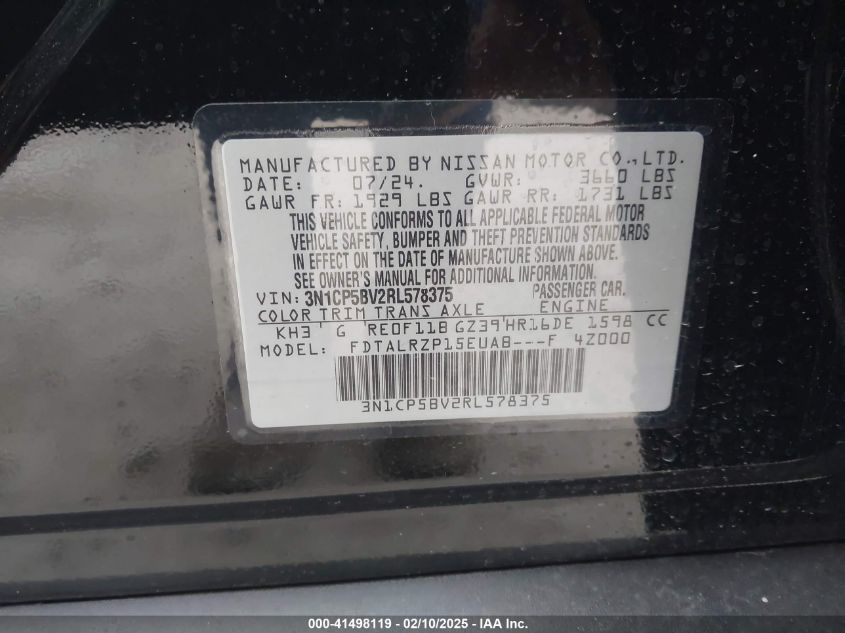 MANUFACTURED BY NISSAN MOTOR CO.,LTD.
DATE: 07/24. GVWR: 3660 LBS
GAWR FR: 1929 LBS GAWR RR: 1731 LBS
THIS VEHICLE CONFORMS TO ALL APPLICABLE FEDERAL MOTOR
VEHICLE SAFETY, BUMPER AND THEFT PREVENTION STANDARDS
IN EFFECT ON THE DATE OF MANUFACTURE SHOWN ABOVE.
SEE OWNER'S MANUAL FOR ADDITIONAL INFORMATION.
VIN: 3N1CP5BV2RL578375 PASSENGER CAR.
COLOR TRIM TRANS AXLE ENGINE
KH3 G RE0F11B GZ39 HR16DE 1598 CC
MODEL: FDTALRZP15EUAB---F 4Z000
3N1CP5BV2RL578375
000-41498119 — 02/10/2025 — IAA, Inc.